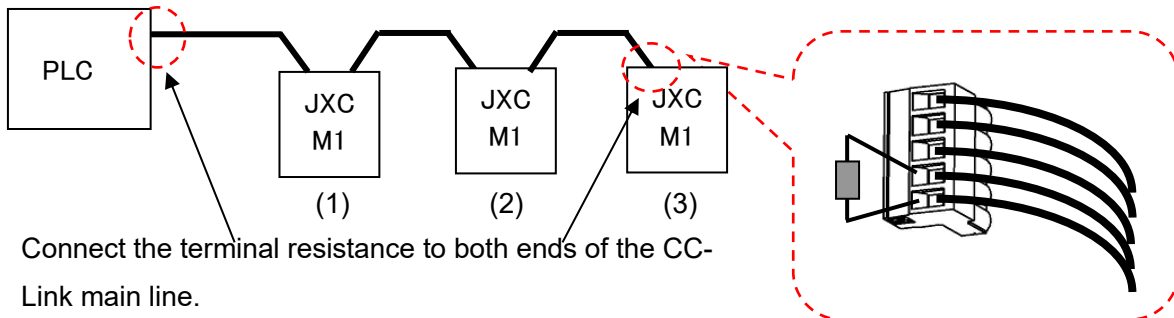 PLC
JXC
M1
JXC
M1
JXC
M1
(1)
(2)
(3)
Connect the terminal resistance to both ends of the CC-
Link main line.